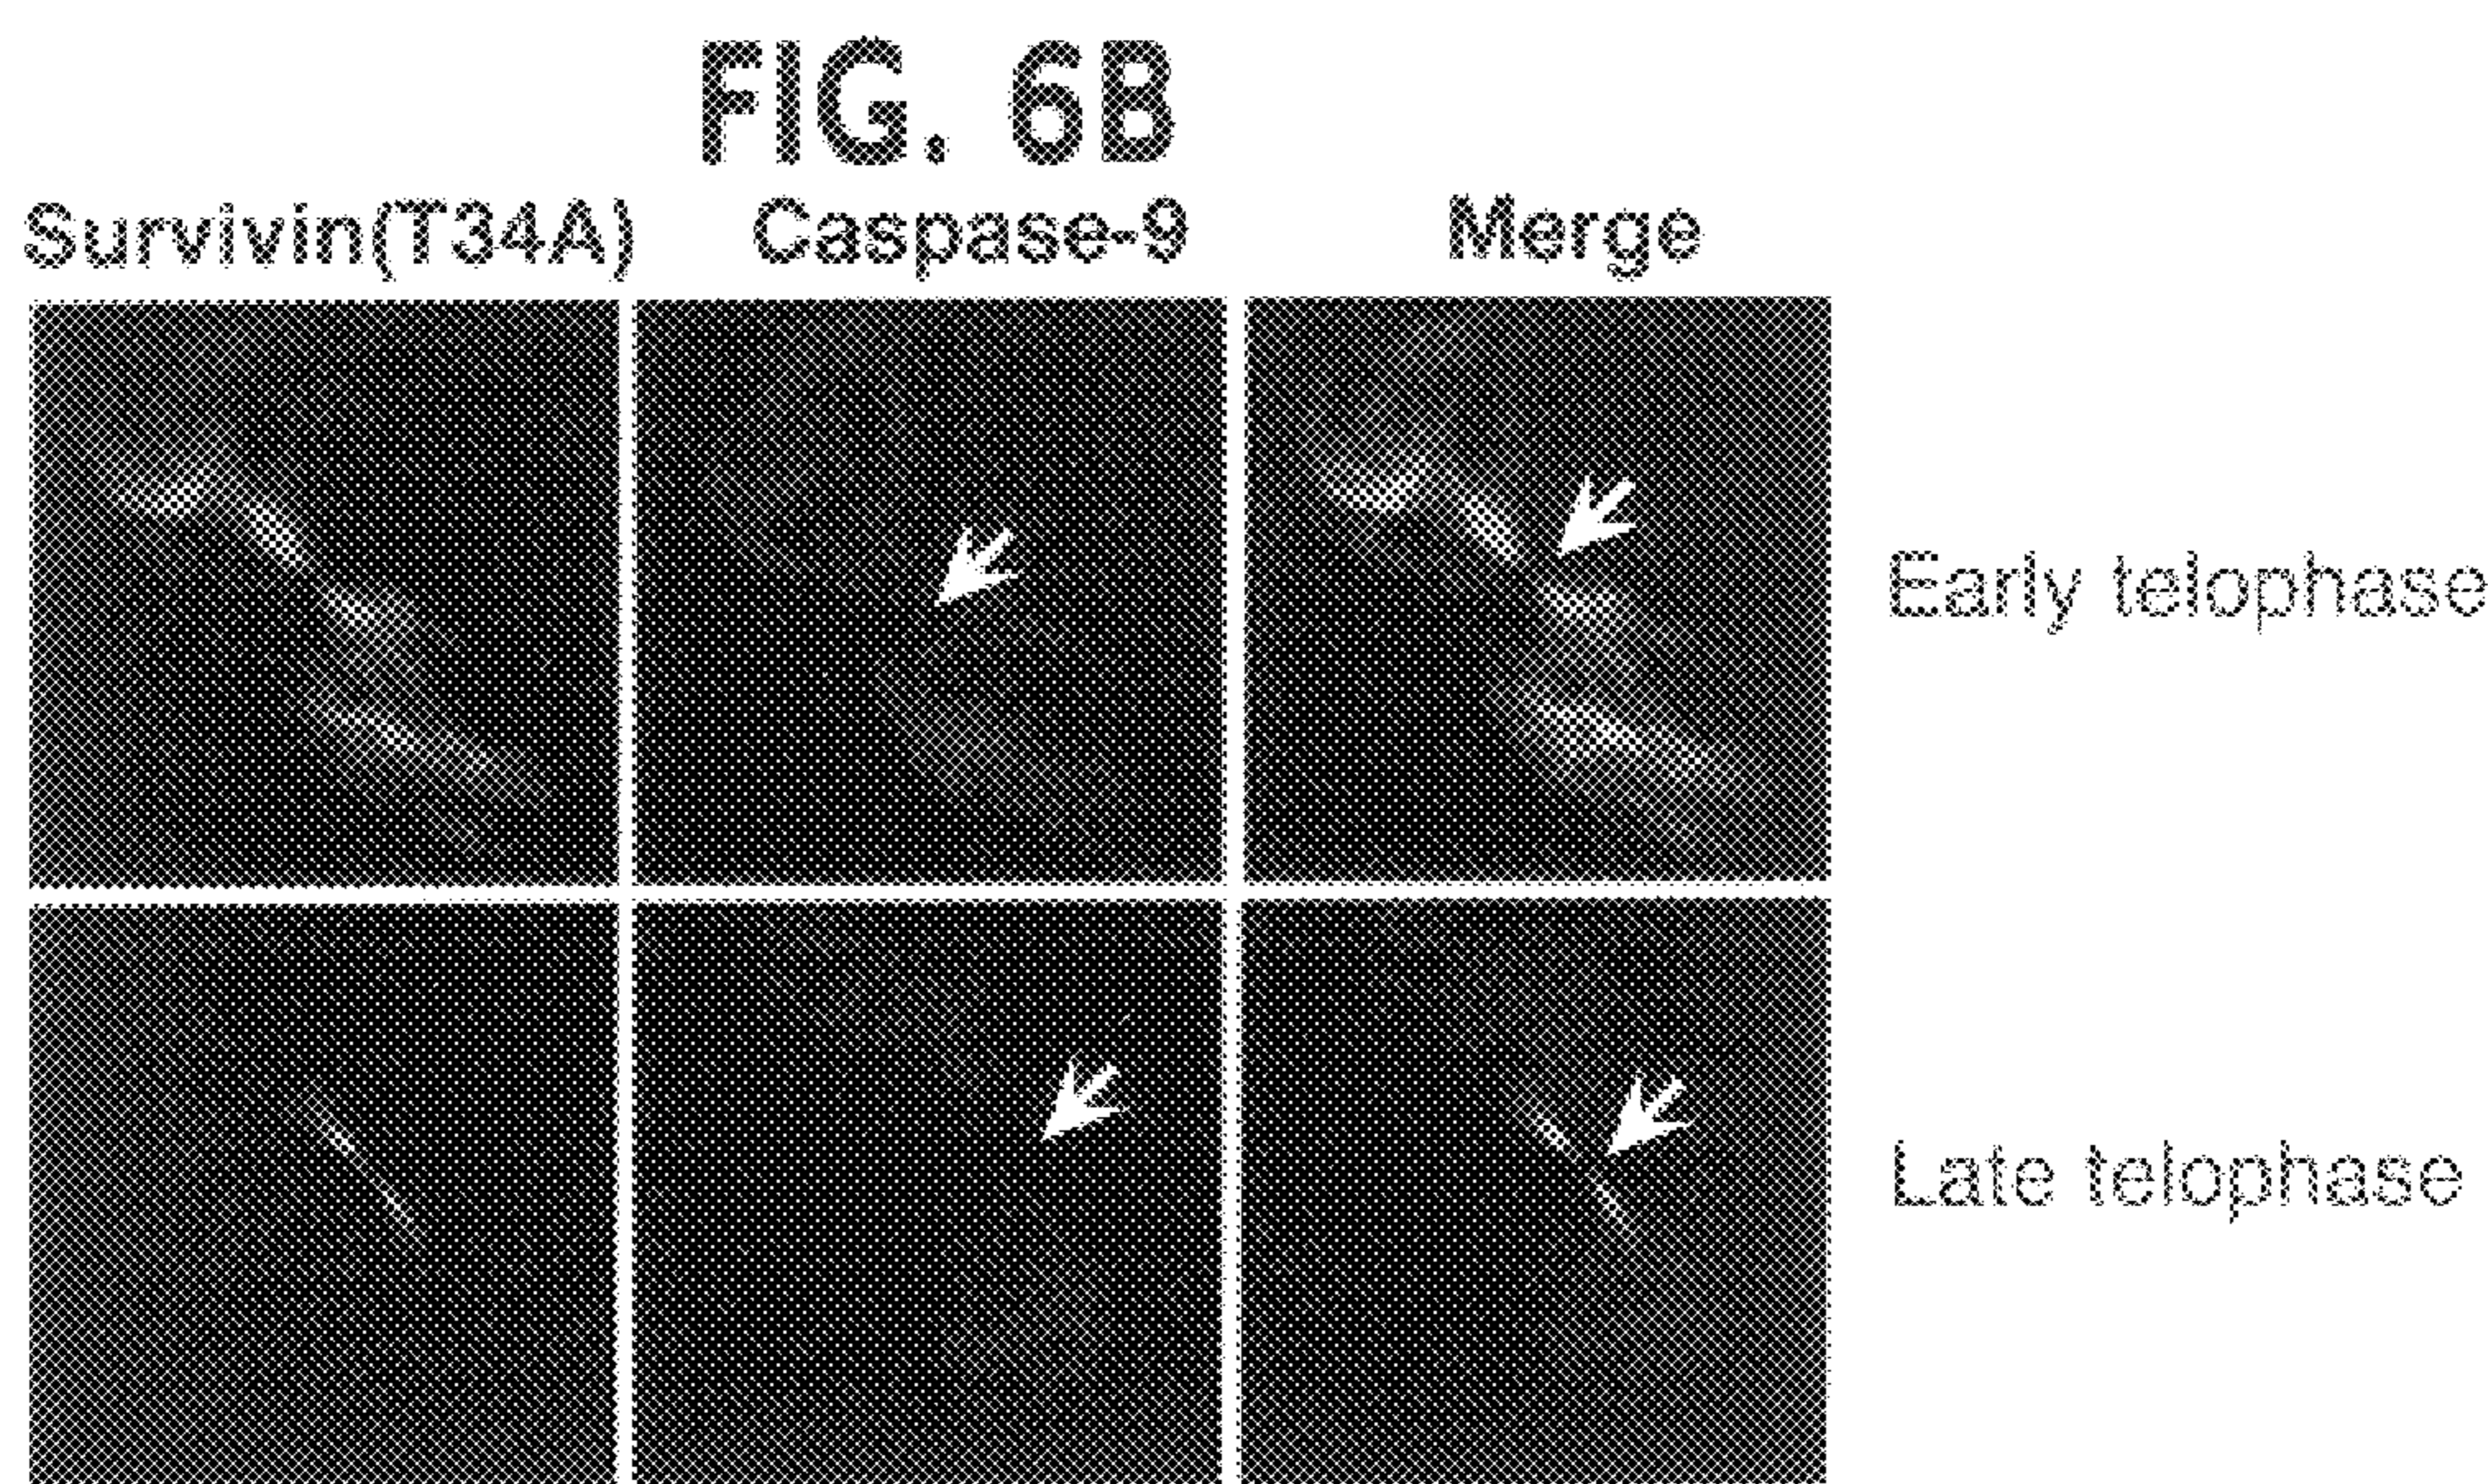 FIG. 6B
Survivin(T34A) Caspase-9 Merge
Early telophase
Late telophase